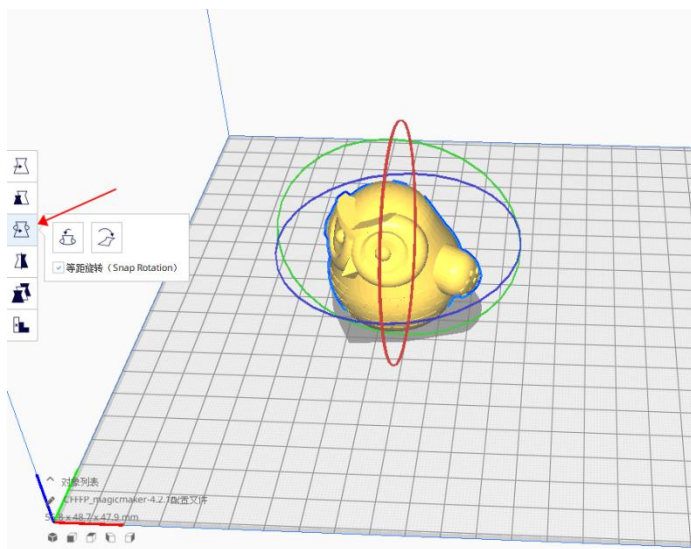 等距旋转（Snap Rotation）
对象列表
CFFFP_magicmaker-4.2.1配置文件
x 48.7 x 47.9 mm